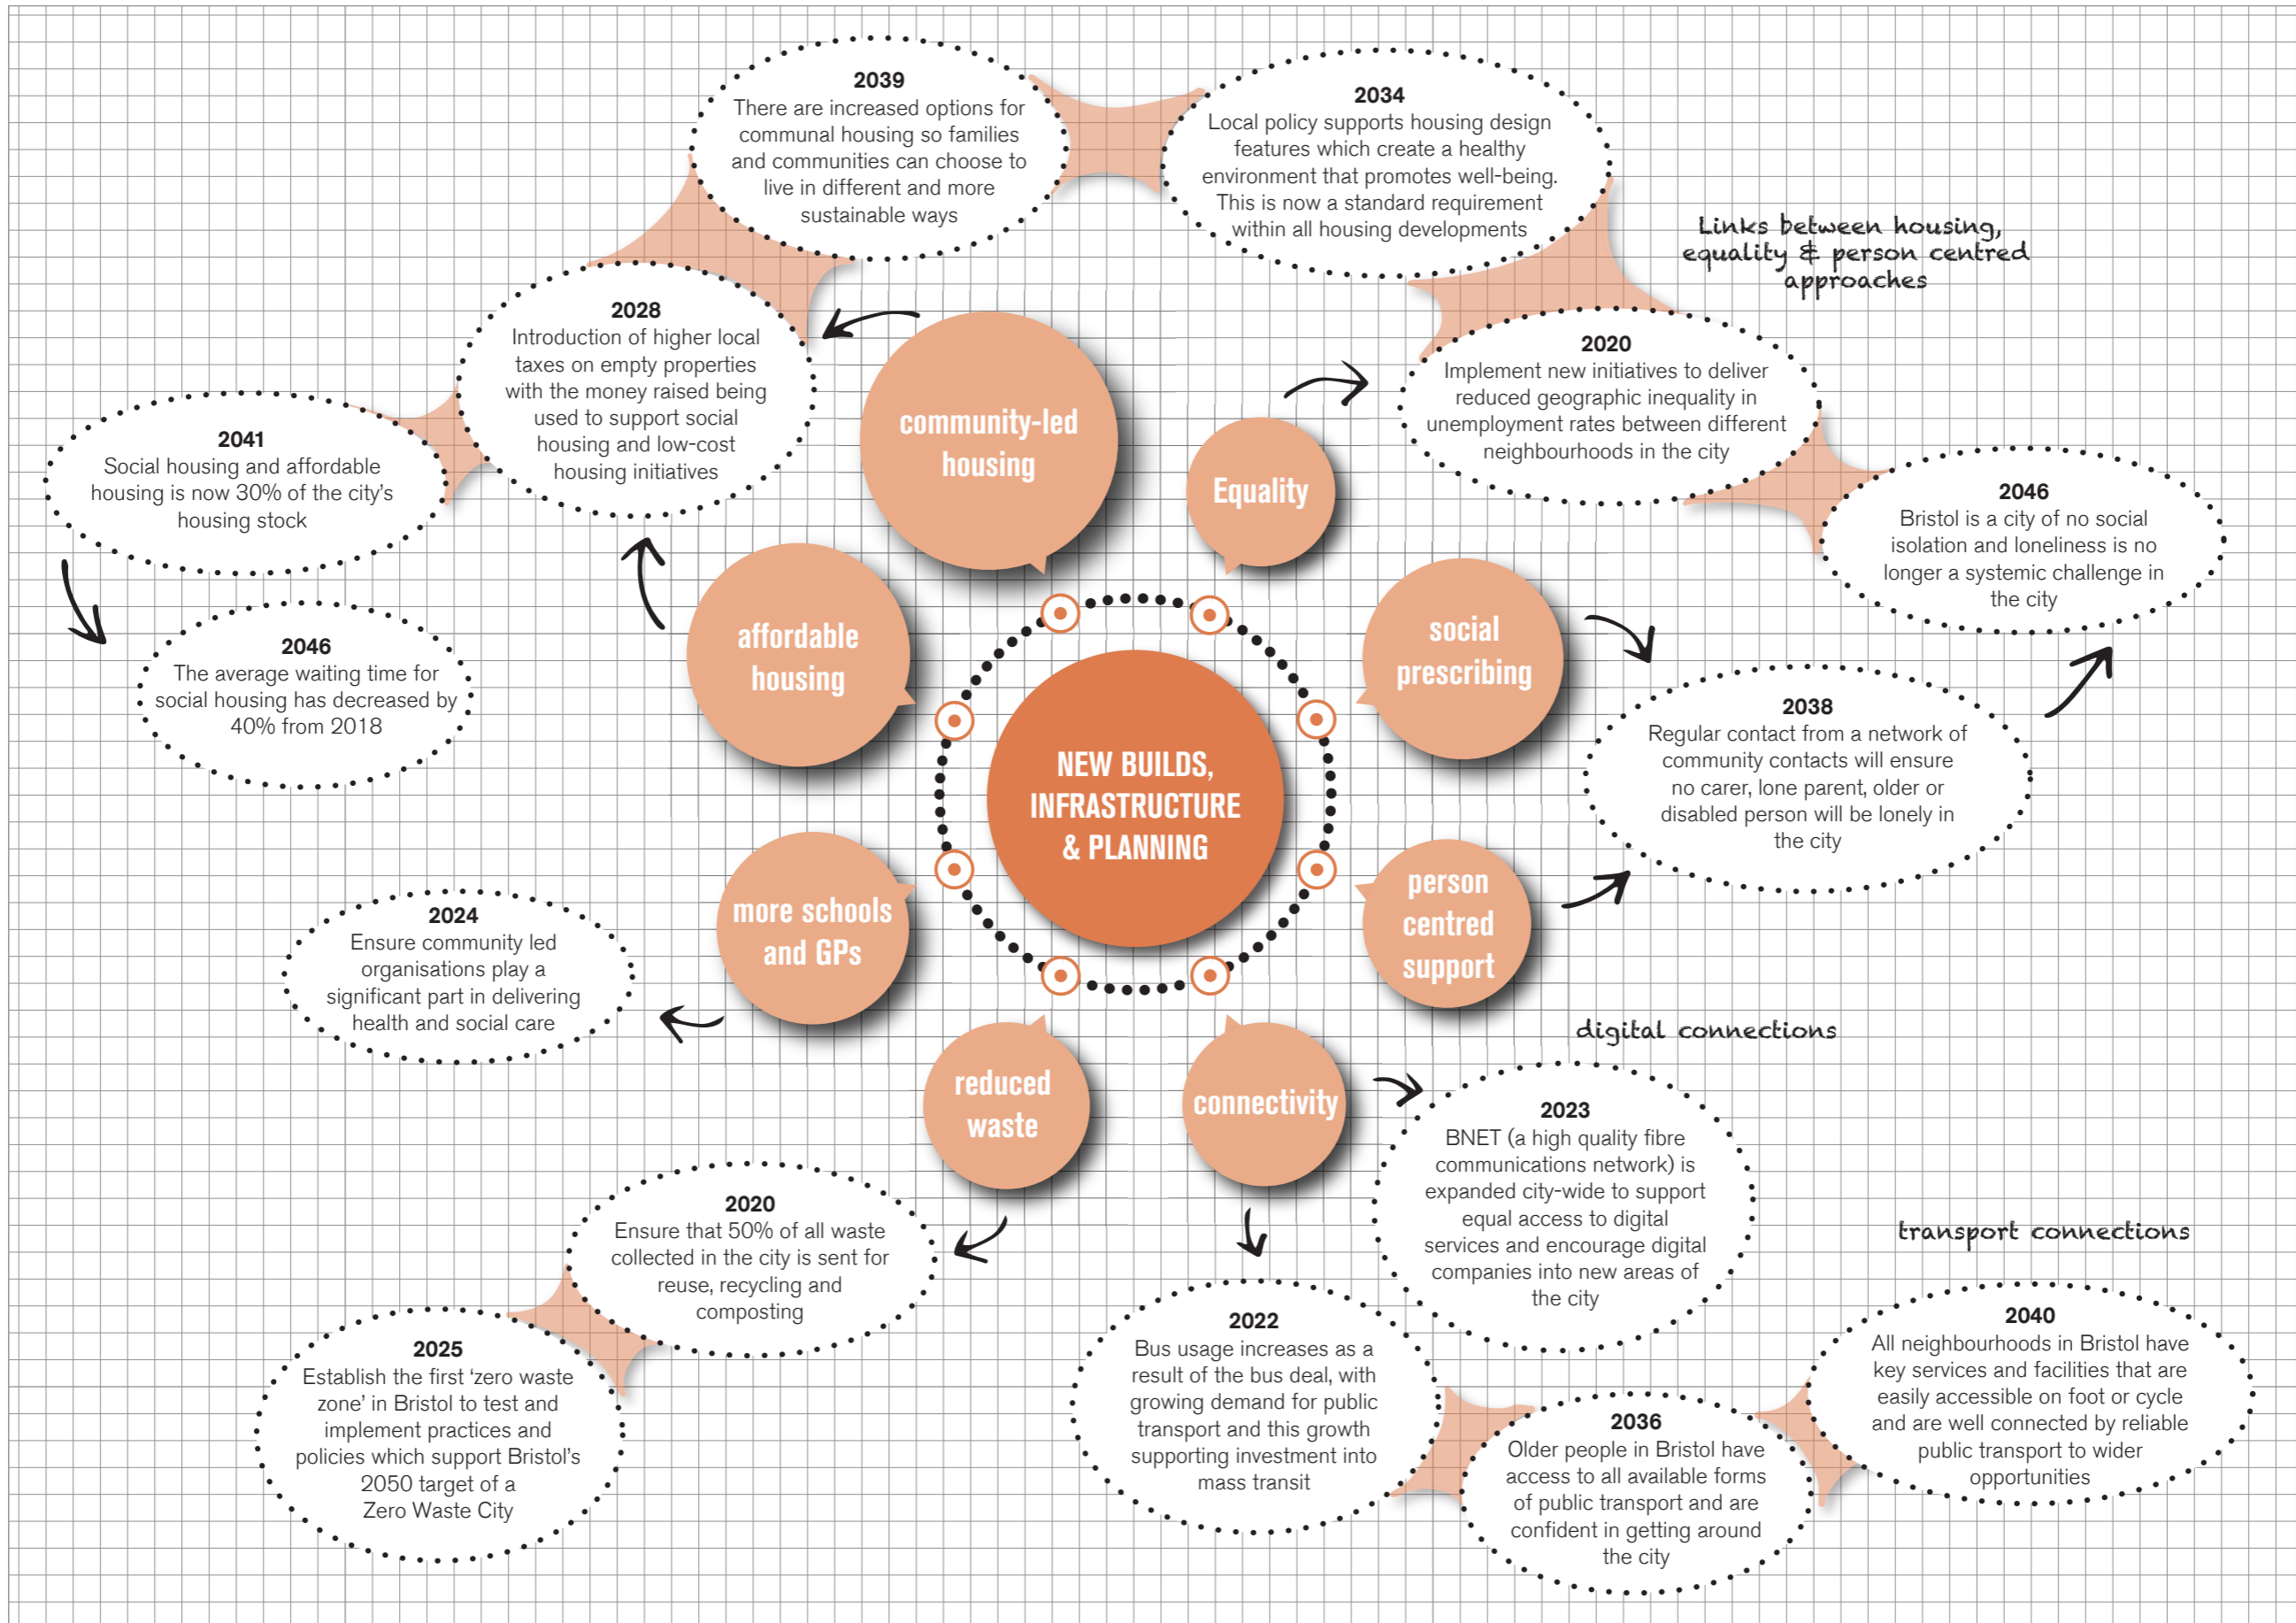 2039
There are increased options for
communal housing so families
and communities can choose to
live in different and more
sustainable ways
2034
Local policy supports housing design
features which create a healthy
environment that promotes well-being.
This is now a standard requirement
within all housing developments
Links between housing,
equality & person centred
approaches
2028
Introduction of higher local
taxes on empty properties
with the money raised being
used to support social
housing and low-cost
housing initiatives
community-led
housing
Equality
2020
Implement new initiatives to deliver
reduced geographic inequality in
unemployment rates between different
neighbourhoods in the city
2041
Social housing and affordable
housing is now 30% of the city's
housing stock
2046
Bristol is a city of no social
isolation and loneliness is no
longer a systemic challenge in
the city
2046
The average waiting time for
social housing has decreased by
40% from 2018
affordable
housing
social
prescribing
2038
Regular contact from a network of
community contacts will ensure
no carer, lone parent, older or
disabled person will be lonely in
the city
NEW BUILDS,
INFRASTRUCTURE
& PLANNING
more schools
and GPs
person
centred
support
2024
Ensure community led
organisations play a
significant part in delivering
health and social care
reduced
waste
connectivity
digital connections
2023
BNET (a high quality fibre
communications network) is
expanded city-wide to support
equal access to digital
services and encourage digital
companies into new areas of
the city
2020
Ensure that 50% of all waste
collected in the city is sent for
reuse, recycling and
composting
transport connections
2025
Establish the first ‘zero waste
zone’ in Bristol to test and
implement practices and
policies which support Bristol’s
2050 target of a
Zero Waste City
2022
Bus usage increases as a
result of the bus deal, with
growing demand for public
transport and this growth
supporting investment into
mass transit
2036
Older people in Bristol have
access to all available forms
of public transport and are
confident in getting around
the city
2040
All neighbourhoods in Bristol have
key services and facilities that are
easily accessible on foot or cycle
and are well connected by reliable
public transport to wider
opportunities